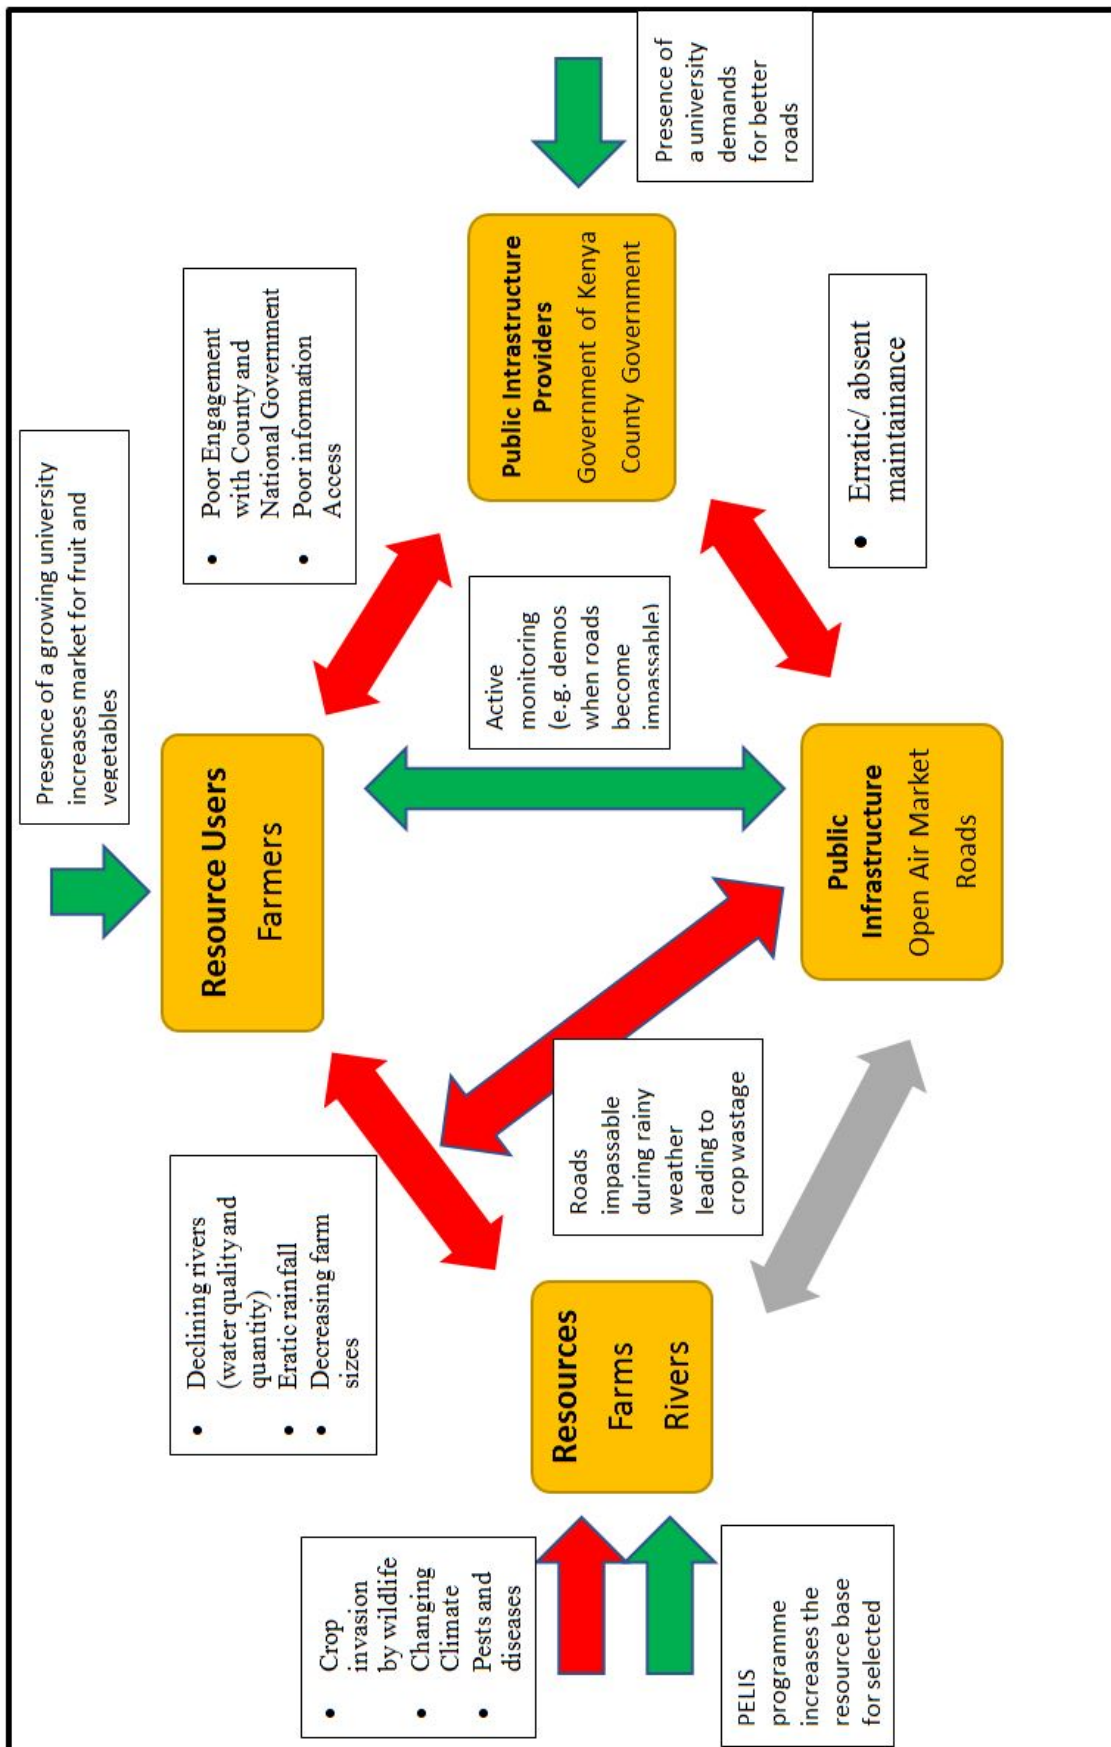 Presence of a growing university
increases market for fruit and
vegetables
Resource Users
Farmers
• Declining rivers
(water quality and
quantity)
• Eratic rainfall
• Decreasing farm
sizes
• Poor Engagement
with County and
National Government
• Poor information
Access
• Crop
invasion
by wildlife
• Changing
Climate
• Pests and
diseases
Resources
Farms
Rivers
Roads
impassable
during rainy
weather
leading to
crop wastage
Active
monitoring
(e.g. demos
when roads
become
impassable)
Public Intrastructure
Providers
Government of Kenya
County Government
Presence of
a university
demands
for better
roads
PELIS
programme
increases the
resource base
for selected
Public
Infrastructure
Open Air Market
Roads
• Erratic/ absent
maintainance